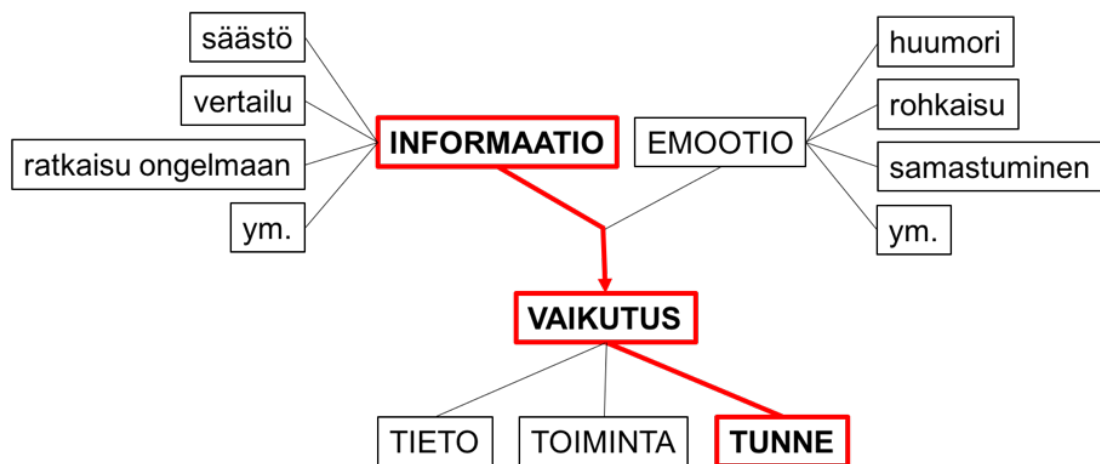 säästö
vertailu
ratkaisu ongelmaan
ym.
INFORMAATIO
EMOOTIO
huumori
rohkaisu
samastuminen
ym.
VAIKUTUS
TIETO
TOIMINTA
TUNNE